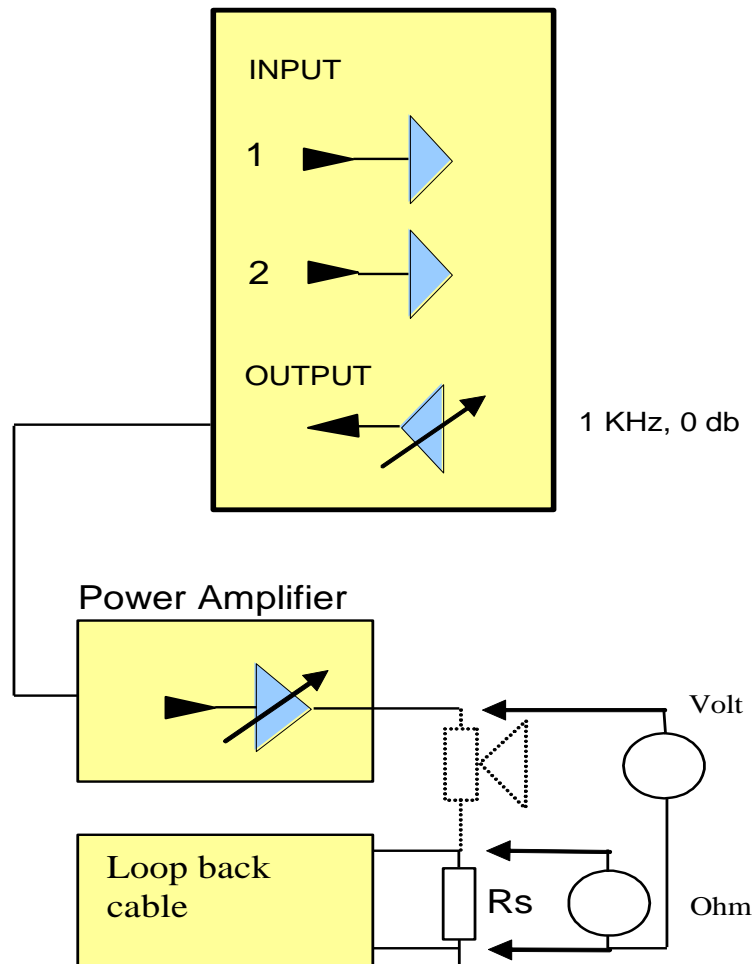 INPUT
1
2
OUTPUT
1 KHz, 0 db
Power Amplifier
Volt
Loop back
cable
Rs
Ohm